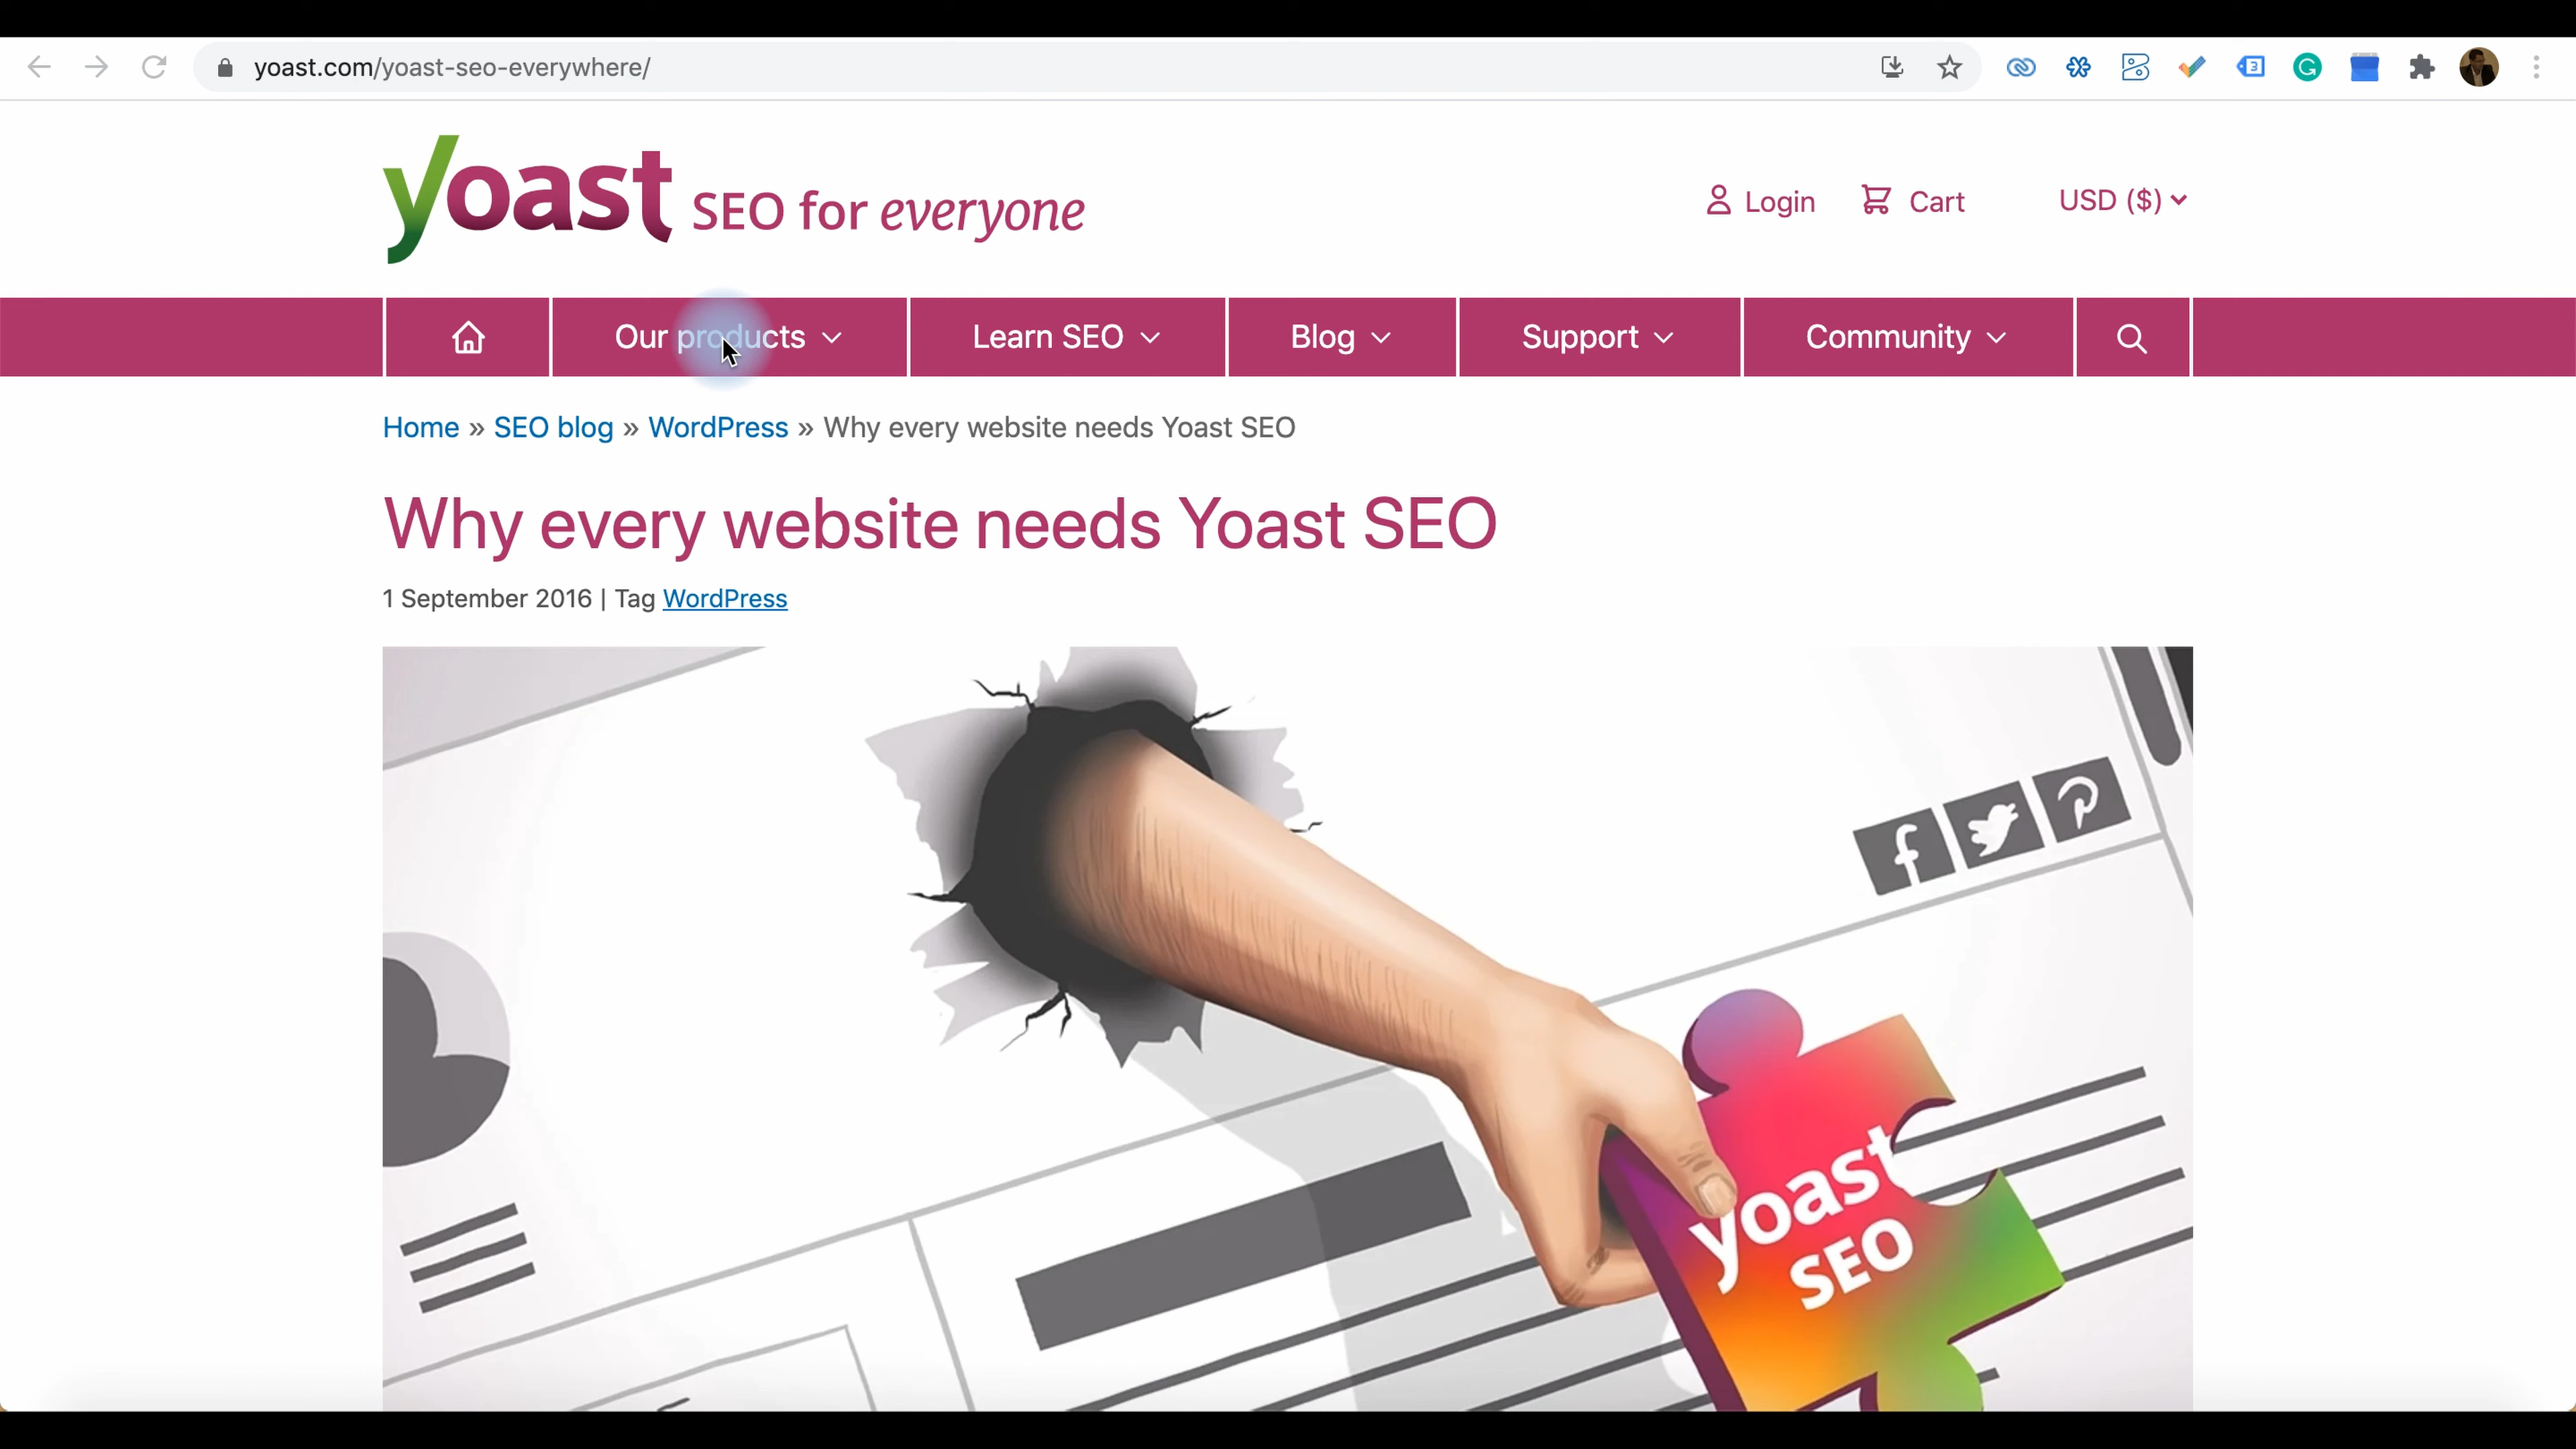 yoast.com/yoast-seo-everywhere/
3
G
yoast SEO for everyone
Login Cart USD ($)
Our products Learn SEO Blog Support Community
Home » SEO blog » WordPress » Why every website needs Yoast SEO
Why every website needs Yoast SEO
1 September 2016 | Tag WordPress
yoast
SEO